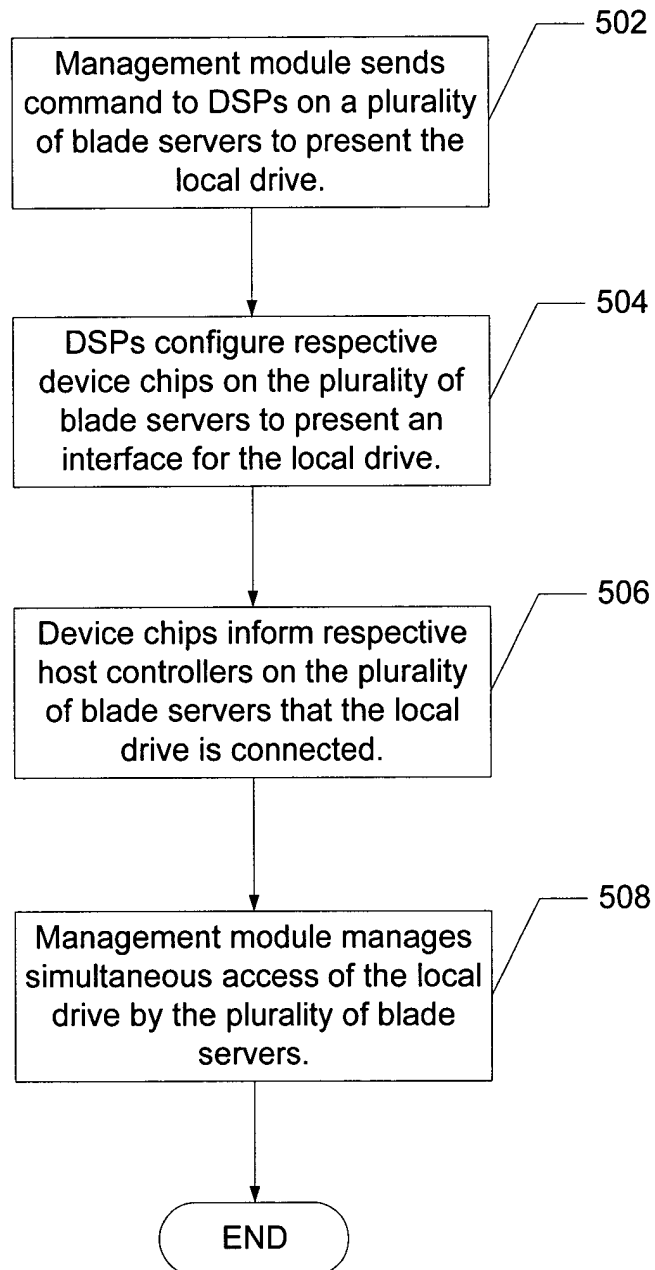 502
Management module sends
command to DSPs on a plurality
of blade servers to present the
local drive.
504
DSPs configure respective
device chips on the plurality of
blade servers to present an
interface for the local drive.
506
Device chips inform respective
host controllers on the plurality
of blade servers that the local
drive is connected.
508
Management module manages
simultaneous access of the local
drive by the plurality of blade
servers.
END